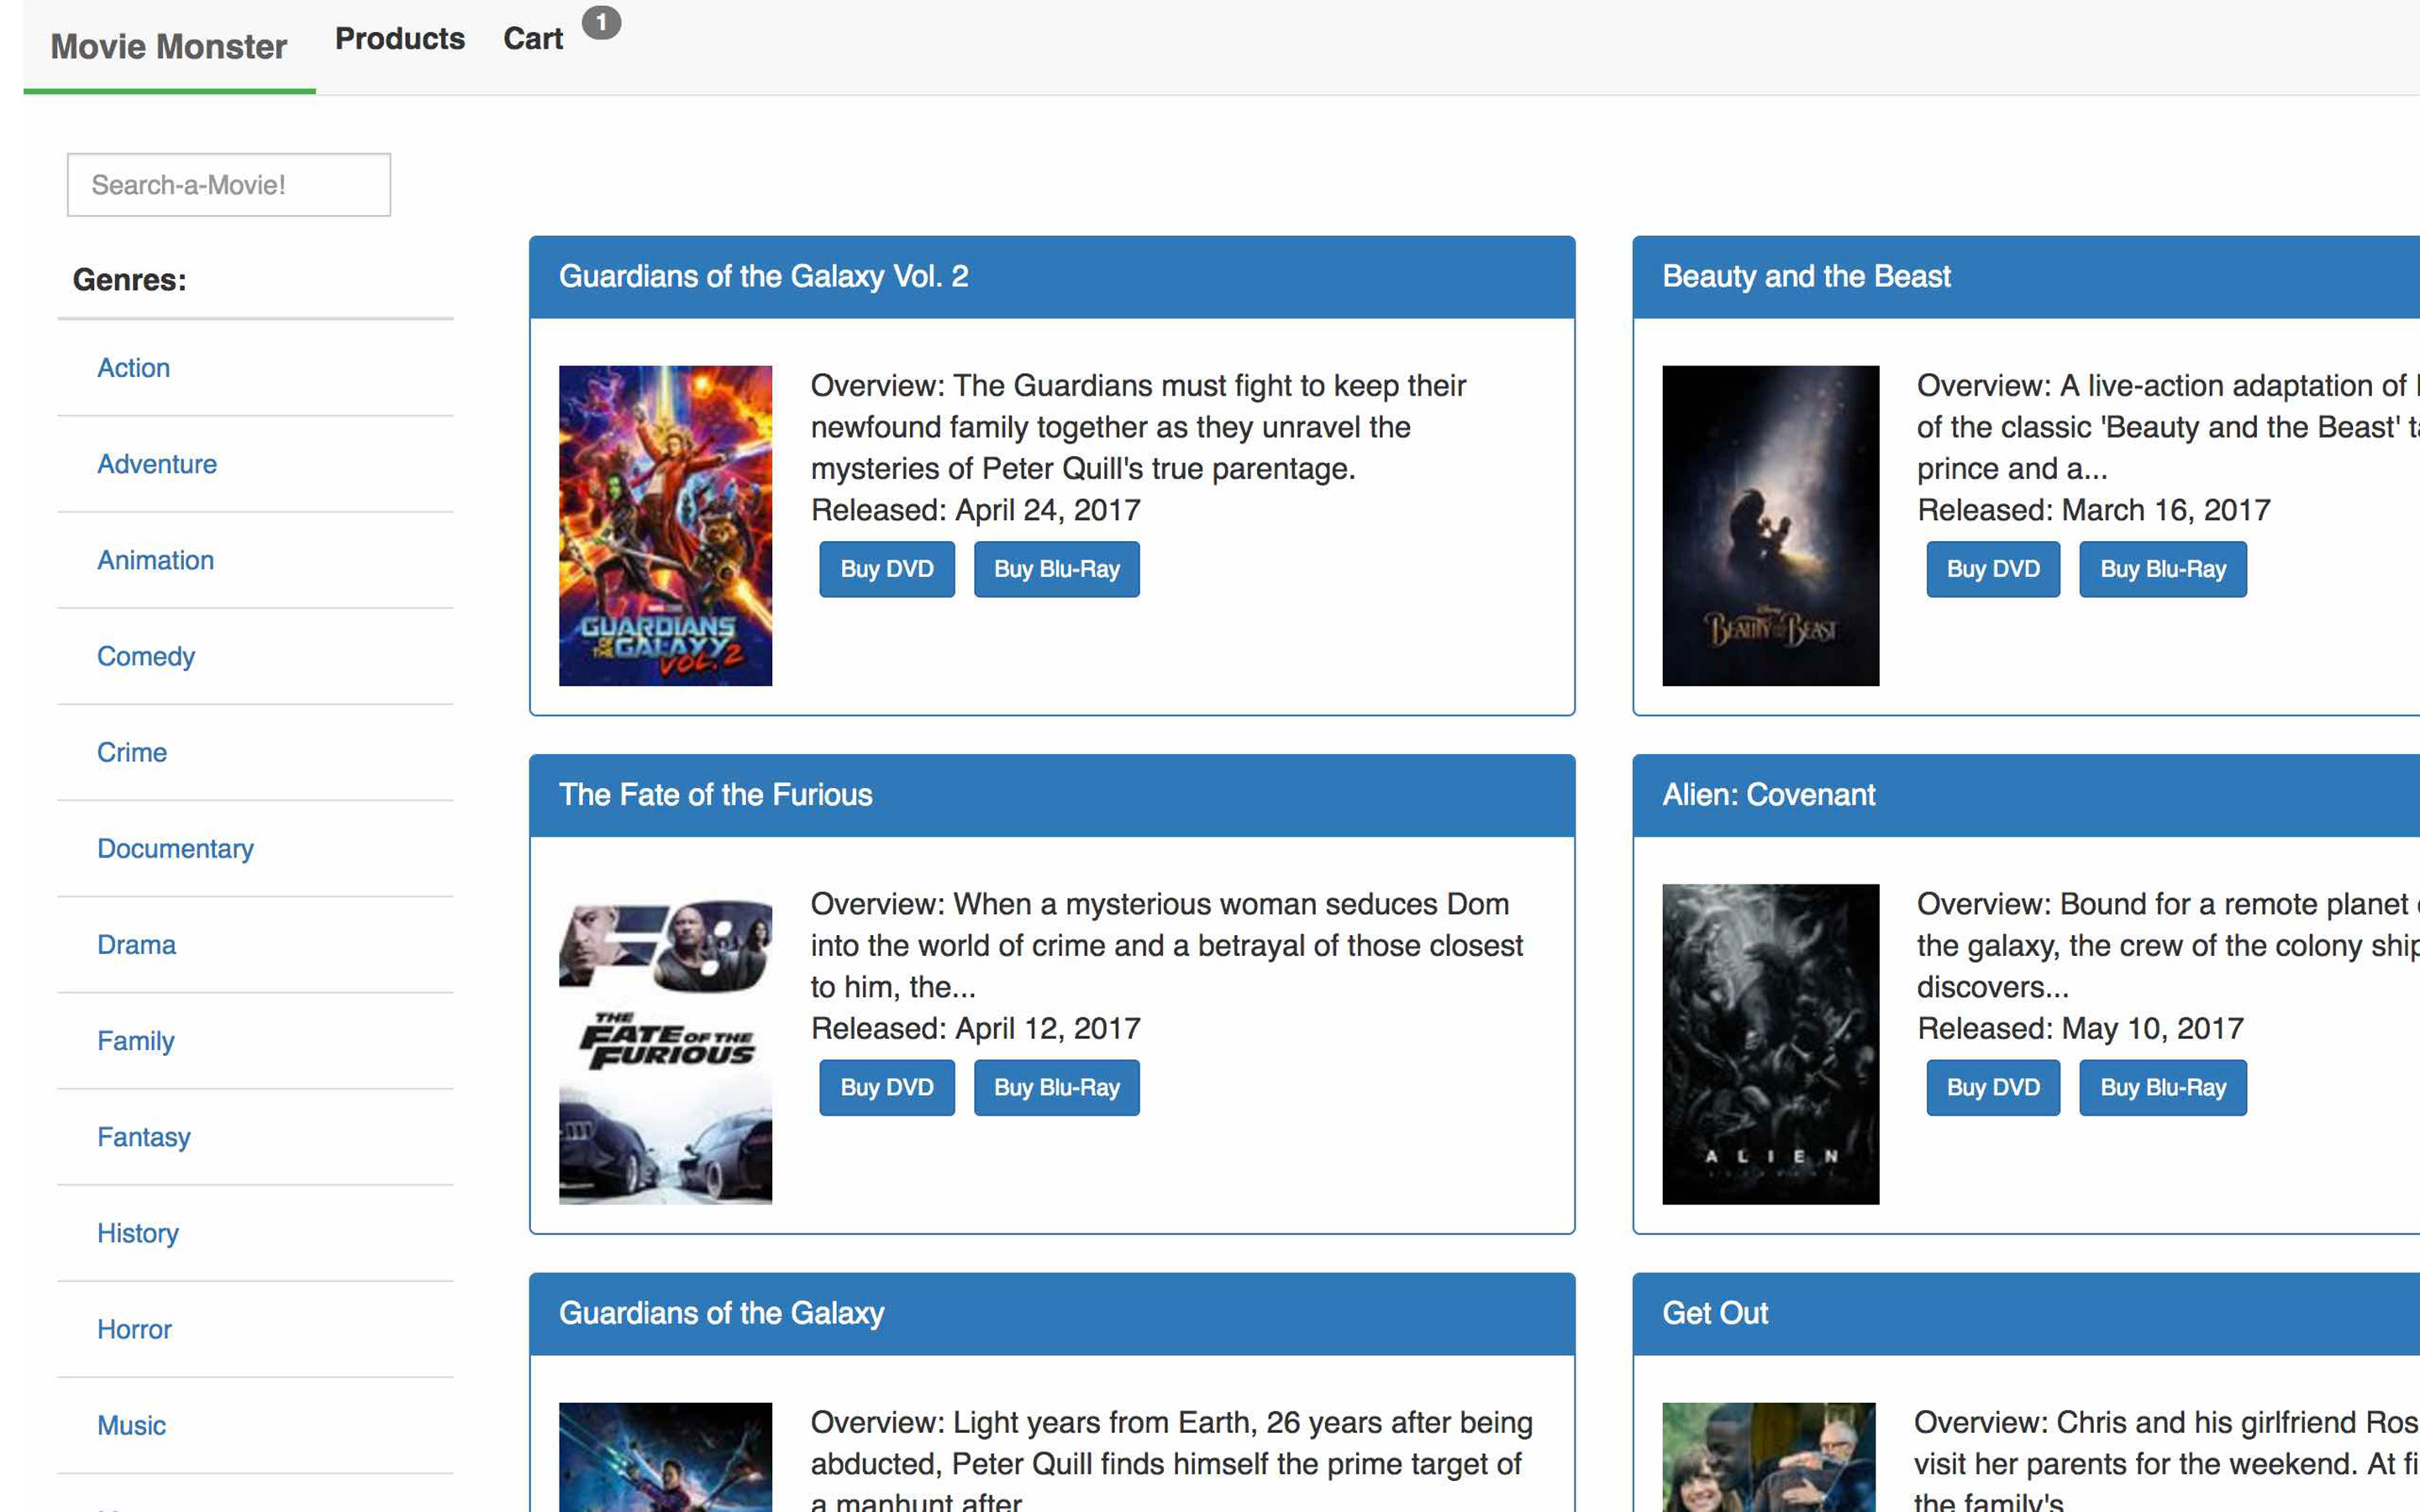 Movie Monster
Products
Cart
1
Search-a-Movie!
Genres:
Action
Adventure
Animation
Comedy
Crime
Documentary
Drama
Family
Fantasy
History
Horror
Music
Guardians of the Galaxy Vol. 2
GUARDIANS
OF THE GALAXY
VOL. 2
Overview: The Guardians must fight to keep their
newfound family together as they unravel the
mysteries of Peter Quill's true parentage.
Released: April 24, 2017
Buy DVD
Buy Blu-Ray
Beauty and the Beast
Disney
BEAUTY AND THE BEAST
Overview: A live-action adaptation of
of the classic 'Beauty and the Beast'
prince and a...
Released: March 16, 2017
Buy DVD
Buy Blu-Ray
The Fate of the Furious
F8
THE
FATE OF THE
FURIOUS
Overview: When a mysterious woman seduces Dom
into the world of crime and a betrayal of those closest
to him, the...
Released: April 12, 2017
Buy DVD
Buy Blu-Ray
Alien: Covenant
ALIEN
Overview: Bound for a remote planet
the galaxy, the crew of the colony ship
discovers...
Released: May 10, 2017
Buy DVD
Buy Blu-Ray
Guardians of the Galaxy
Overview: Light years from Earth, 26 years after being
abducted, Peter Quill finds himself the prime target of
a manhunt after
Get Out
Overview: Chris and his girlfriend Ros
visit her parents for the weekend. At fi
the family's